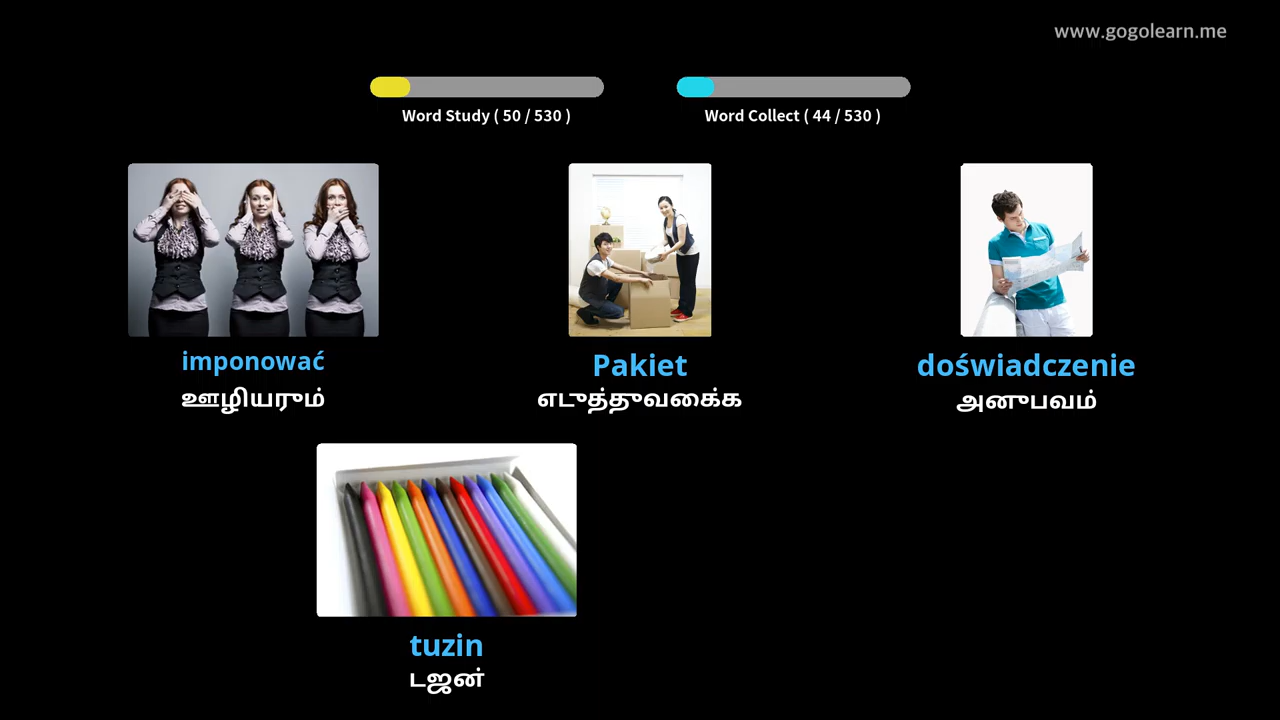 www.gogolearn.me
Word Study ( 50 / 530 )
Word Collect ( 44 / 530 )
imponować
Pakiet
doświadczenie
ஊழியரும்
எடுத்துவைக்க
அனுபவம்
tuzin
டஜன்